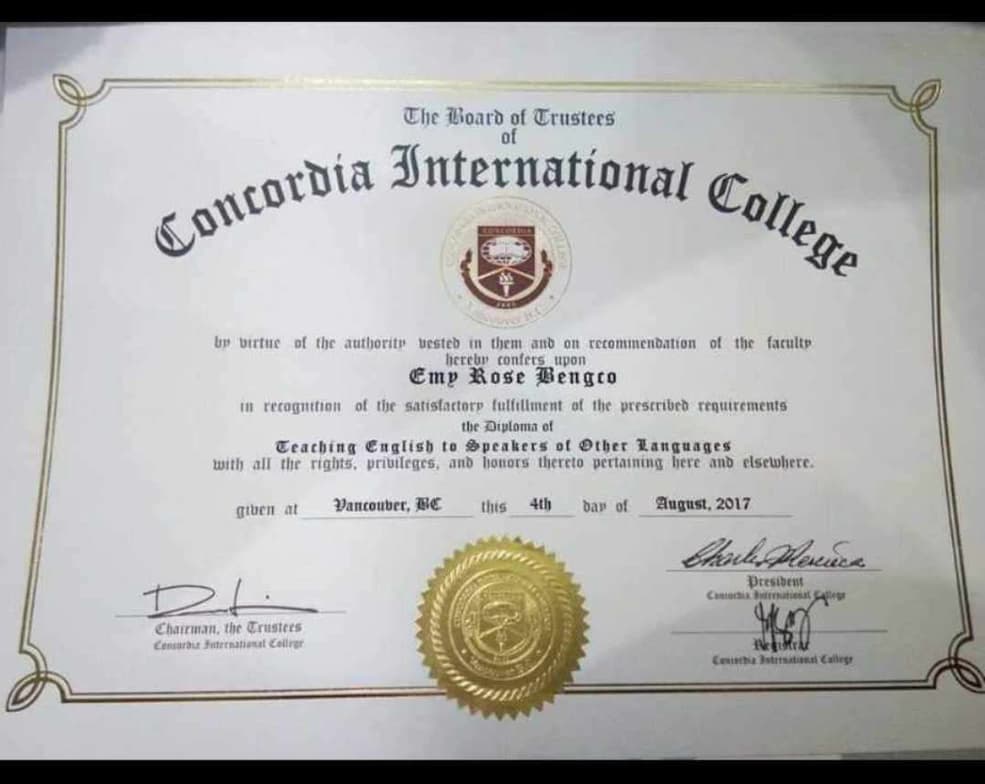 The Board of Trustees
of
Concordia International College
CONCORDIA
by virtue of the authority vested in them and on recommendation of the faculty
hereby confers upon
Emy Rose Bengco
in recognition of the satisfactory fulfillment of the prescribed requirements
the Diploma of
Teaching English to Speakers of Other Languages
with all the rights, privileges, and honors thereto pertaining here and elsewhere.
given at Vancouver, BC this 4th day of August, 2017
Chairman, the Trustees
Concordia International College
President
Concordia International College
Registrar
Concordia International College